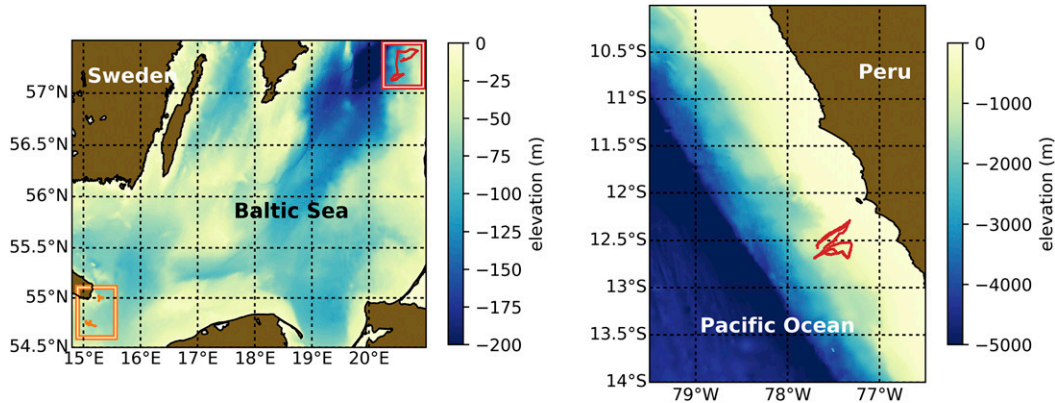 Sweden
Baltic Sea
57°N
56.5°N
56°N
55.5°N
55°N
54.5°N
15°E
16°E
17°E
18°E
19°E
20°E
0
−25
−50
−75
−100
−125
−150
−175
−200
elevation (m)
Peru
Pacific Ocean
10.5°S
11°S
11.5°S
12°S
12.5°S
13°S
13.5°S
14°S
79°W
78°W
77°W
0
−1000
−2000
−3000
−4000
−5000
elevation (m)